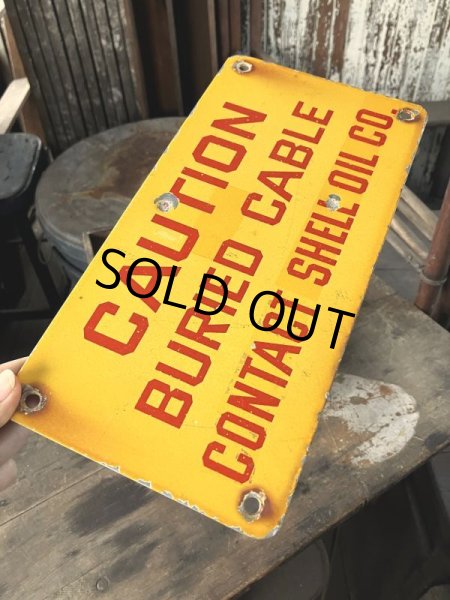 CAUTION
BURIED CABLE
CONTACT SHELL OIL CO.
SOLD OUT